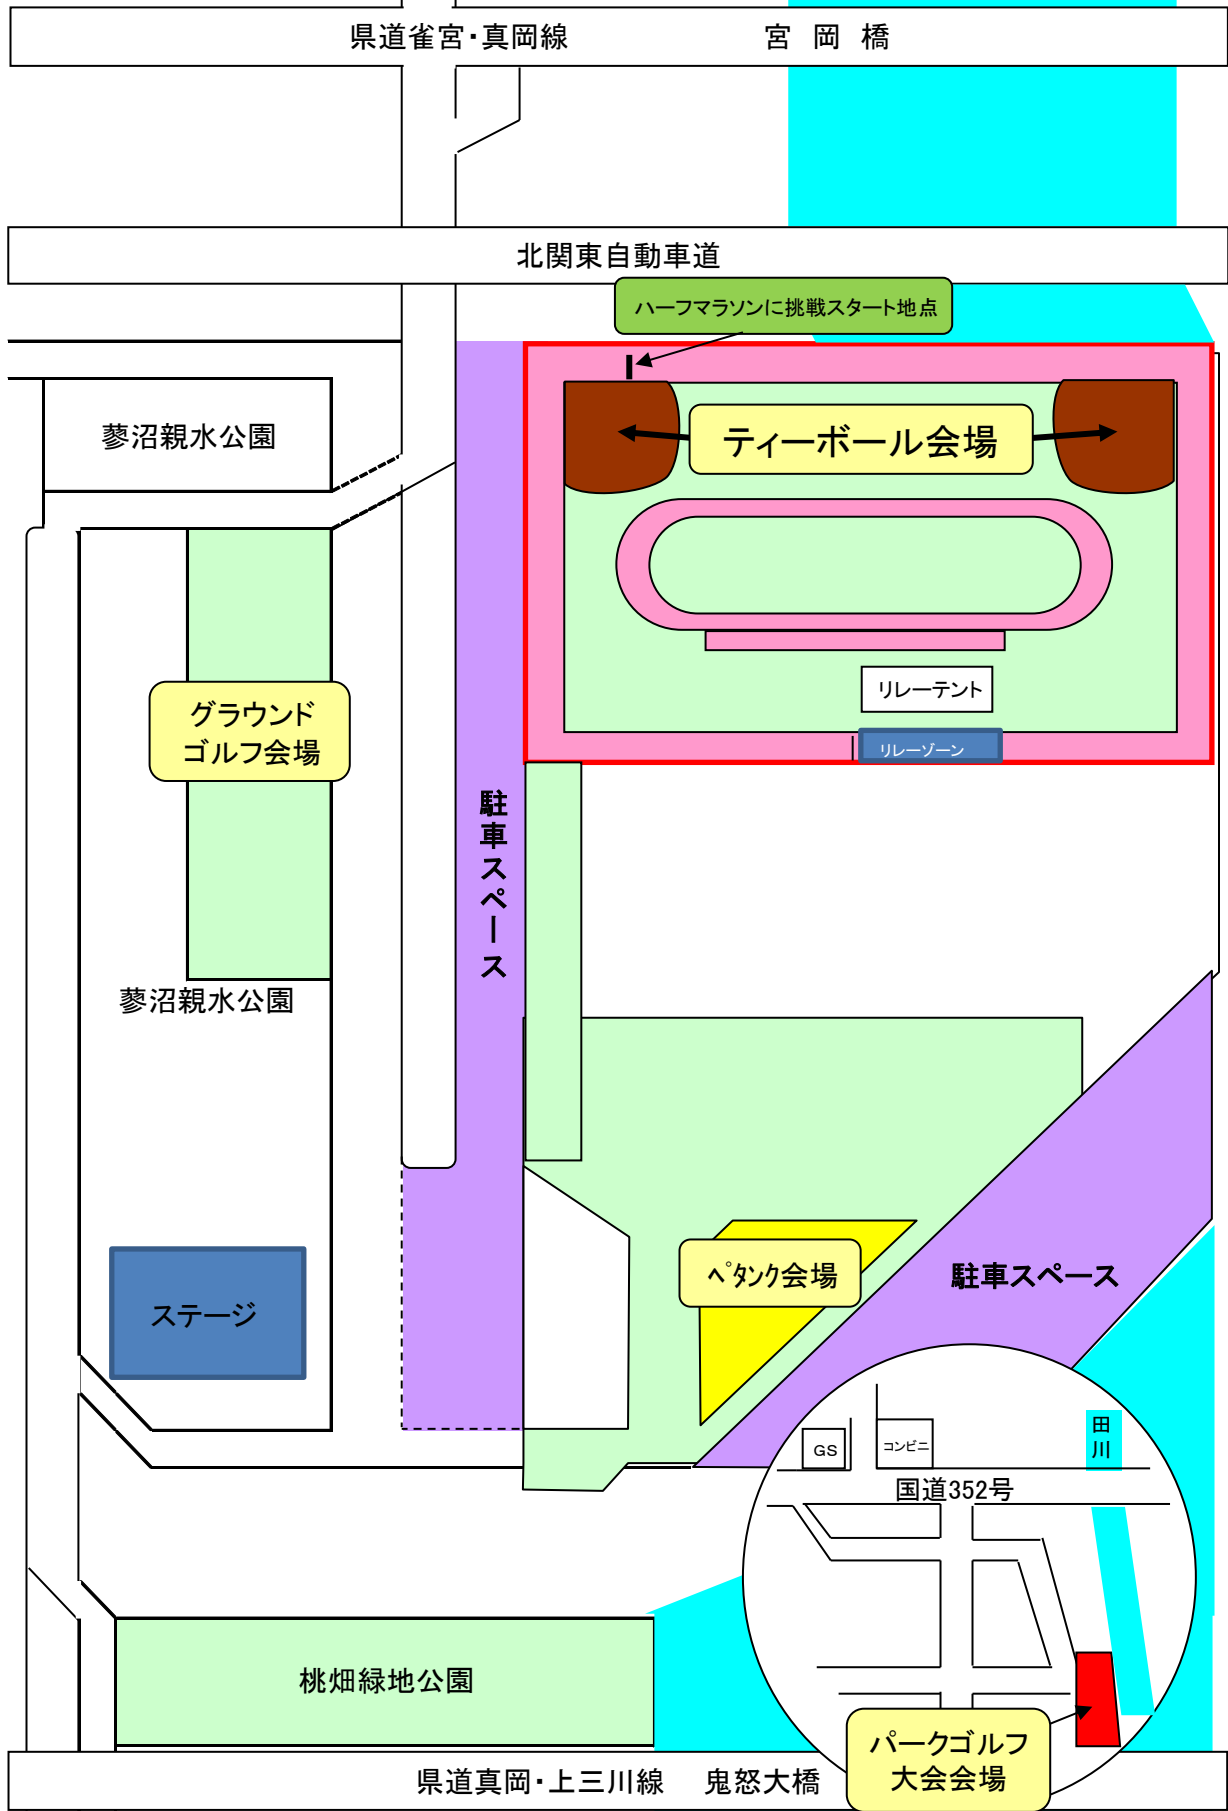 県道雀宮・真岡線
宮 岡 橋
北関東自動車道
ハーフマラソンに挑戦スタート地点
蓼沼親水公園
ティーボール会場
リレーテント
リレーゾーン
グラウンド
ゴルフ会場
駐車スペース
蓼沼親水公園
ペタンク会場
駐車スペース
ステージ
GS
コンビニ
田川
国道352号
桃畑緑地公園
パークゴルフ
大会会場
県道真岡・上三川線
鬼怒大橋